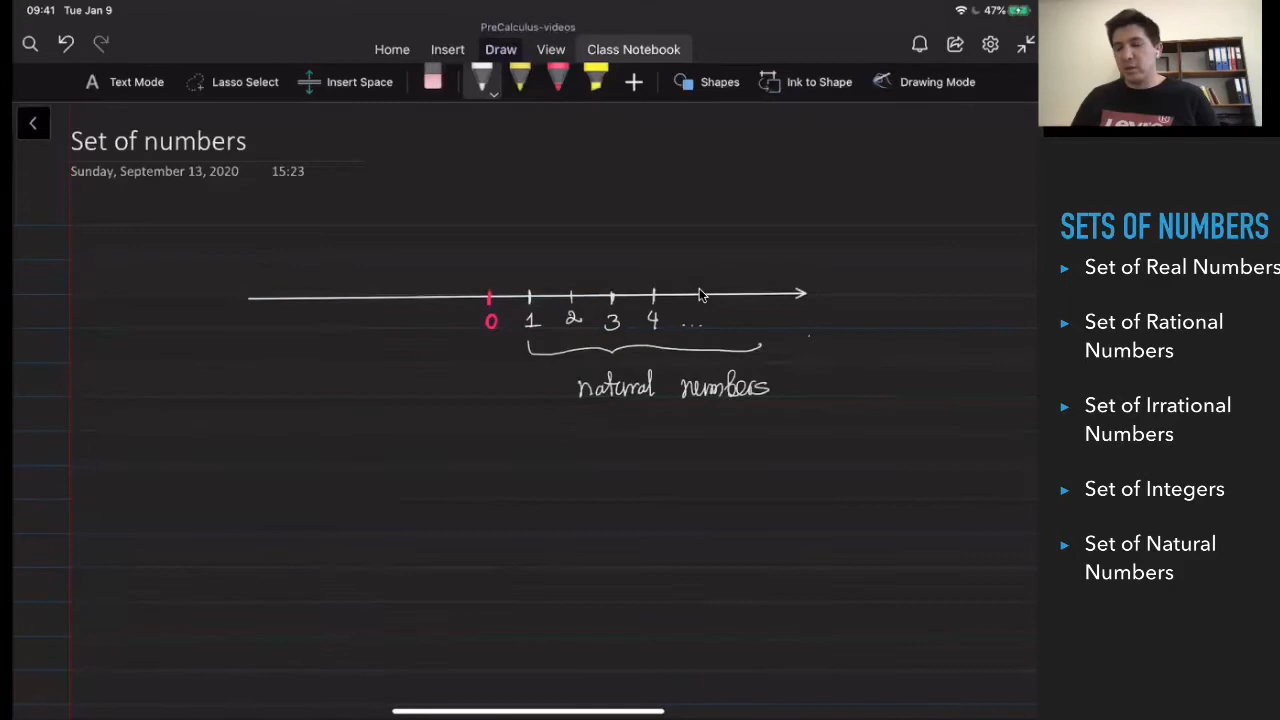 09:41 Tue Jan 9
47%
PreCalculus-videos
Home Insert Draw View Class Notebook
Text Mode Lasso Select Insert Space Shapes Ink to Shape Drawing Mode
Set of numbers
Sunday, September 13, 2020 15:23
0 1 2 3 4 ...
natural numbers
Levi's
SETS OF NUMBERS
Set of Real Numbers
Set of Rational
Numbers
Set of Irrational
Numbers
Set of Integers
Set of Natural
Numbers